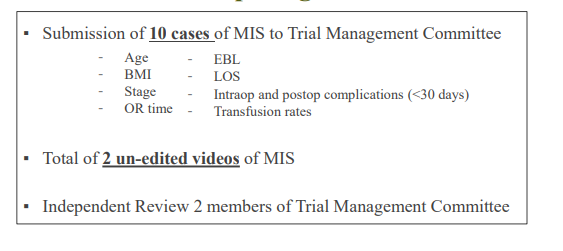 ▪ Submission of 10 cases of MIS to Trial Management Committee
- Age - EBL
- BMI - LOS
- Stage - Intraop and postop complications (<30 days)
- OR time - Transfusion rates
▪ Total of 2 un-edited videos of MIS
▪ Independent Review 2 members of Trial Management Committee